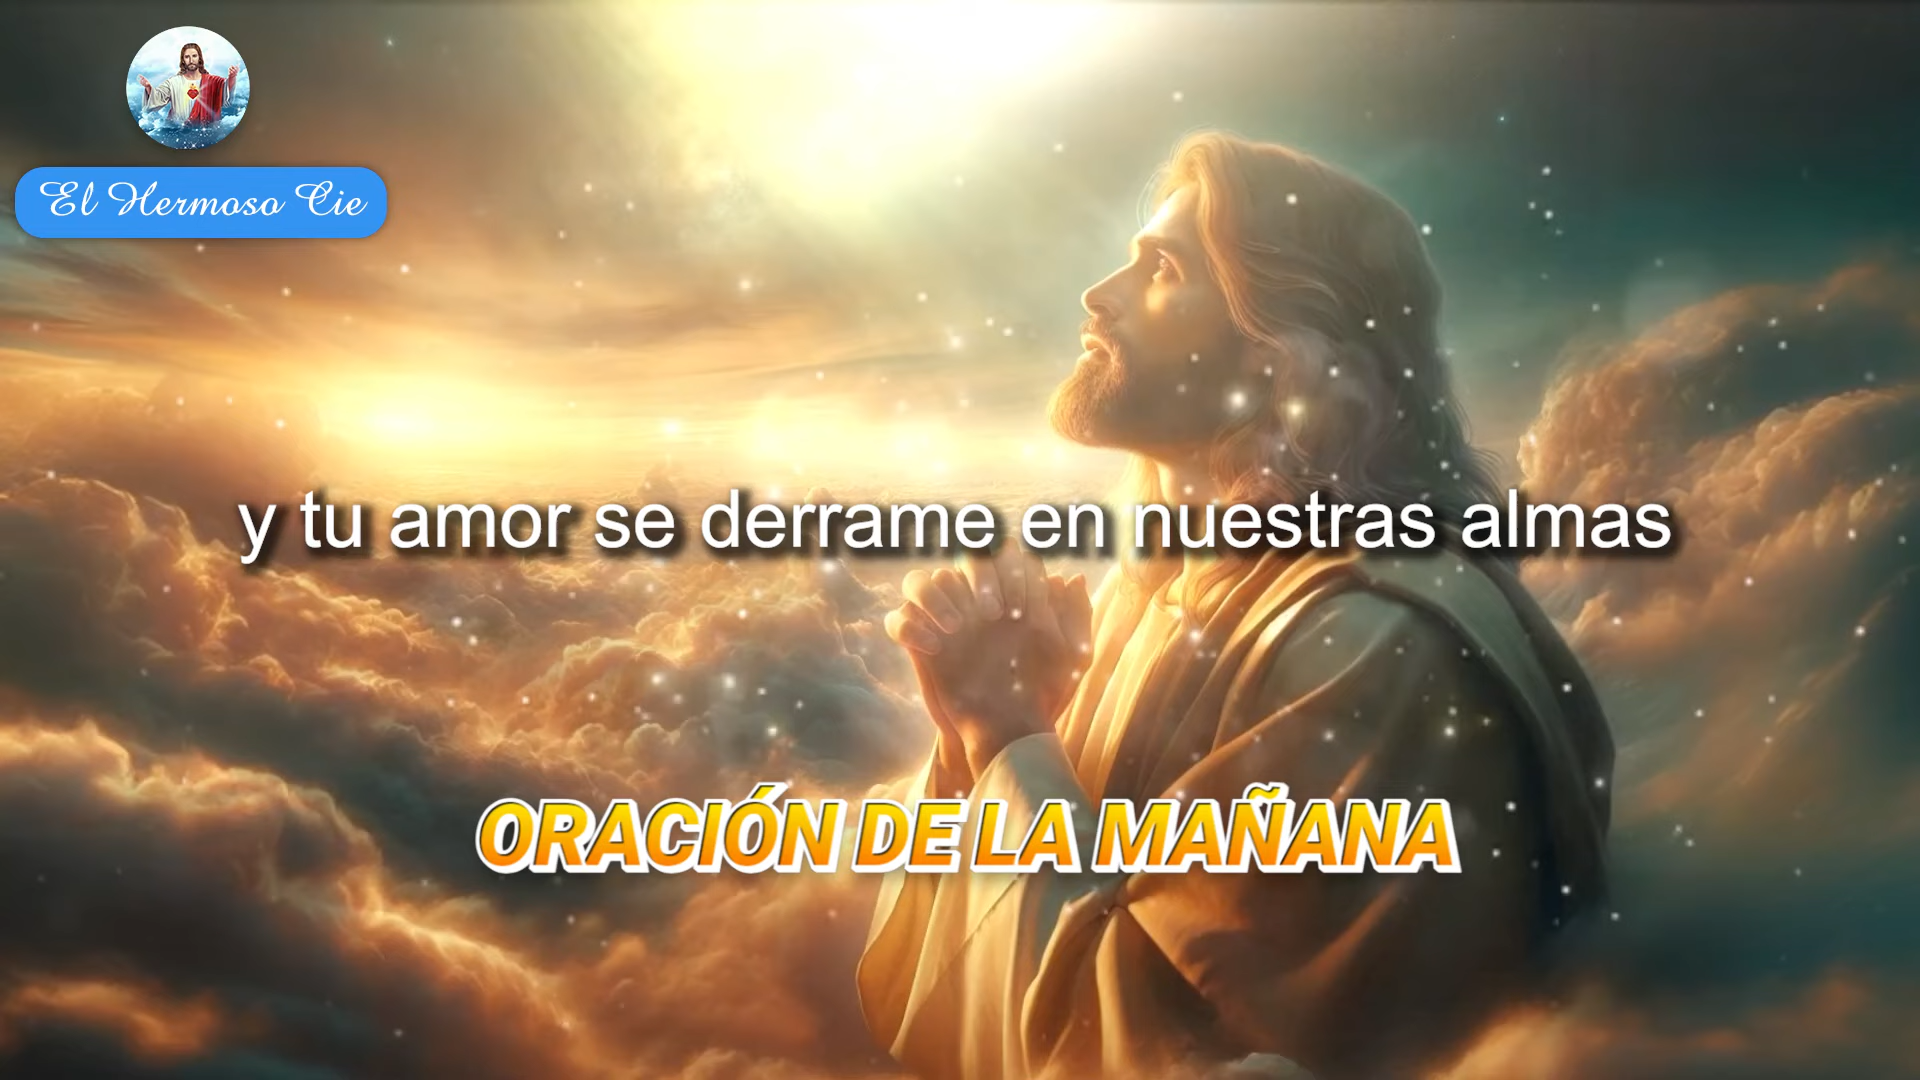 El Hermoso Cie
y tu amor se derrame en nuestras almas
ORACIÓN DE LA MAÑANA